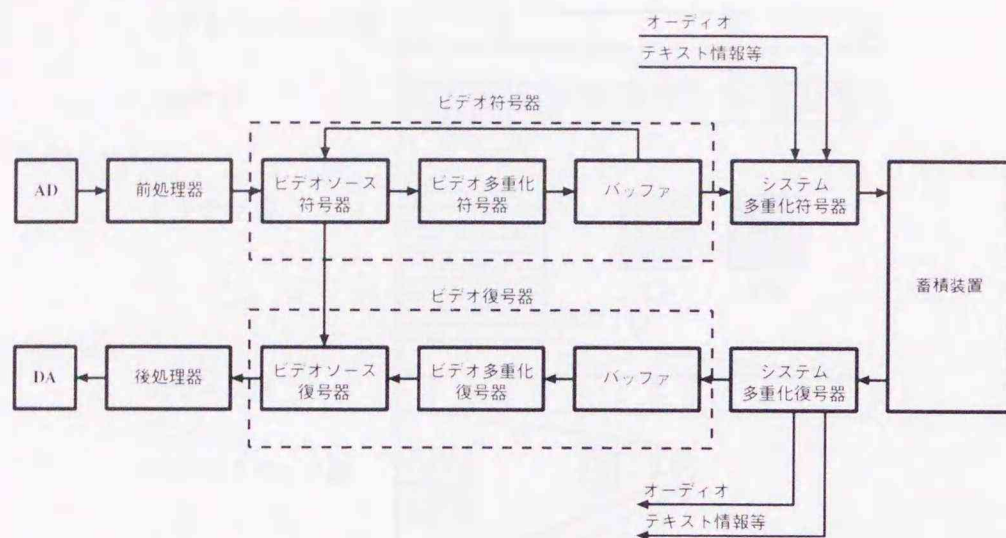 オーディオ
テキスト情報等
ビデオ符号器
AD
前処理器
ビデオソース
符号器
ビデオ多重化
符号器
バッファ
システム
多重化符号器
蓄積装置
ビデオ復号器
DA
後処理器
ビデオソース
復号器
ビデオ多重化
復号器
バッファ
システム
多重化復号器
オーディオ
テキスト情報等